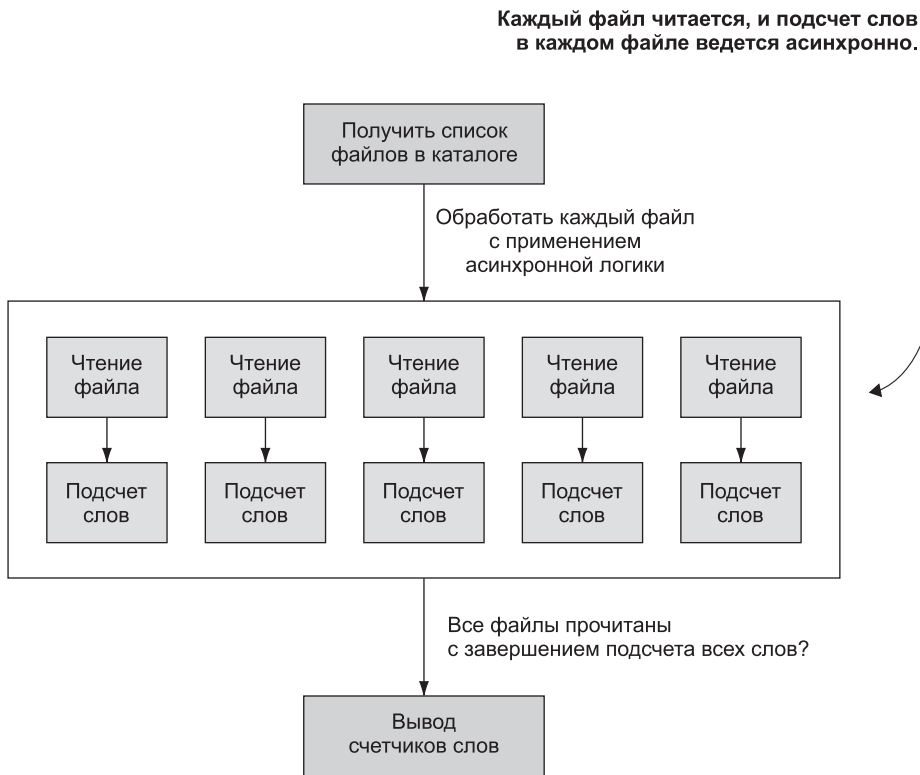 Каждый файл читается, и подсчет слов
в каждом файле ведется асинхронно.
Получить список
файлов в каталоге
Обработать каждый файл
с применением
асинхронной логики
Чтение
файла
Чтение
файла
Чтение
файла
Чтение
файла
Чтение
файла
Подсчет
слов
Подсчет
слов
Подсчет
слов
Подсчет
слов
Подсчет
слов
Все файлы прочитаны
с завершением подсчета всех слов?
Вывод
счетчиков слов